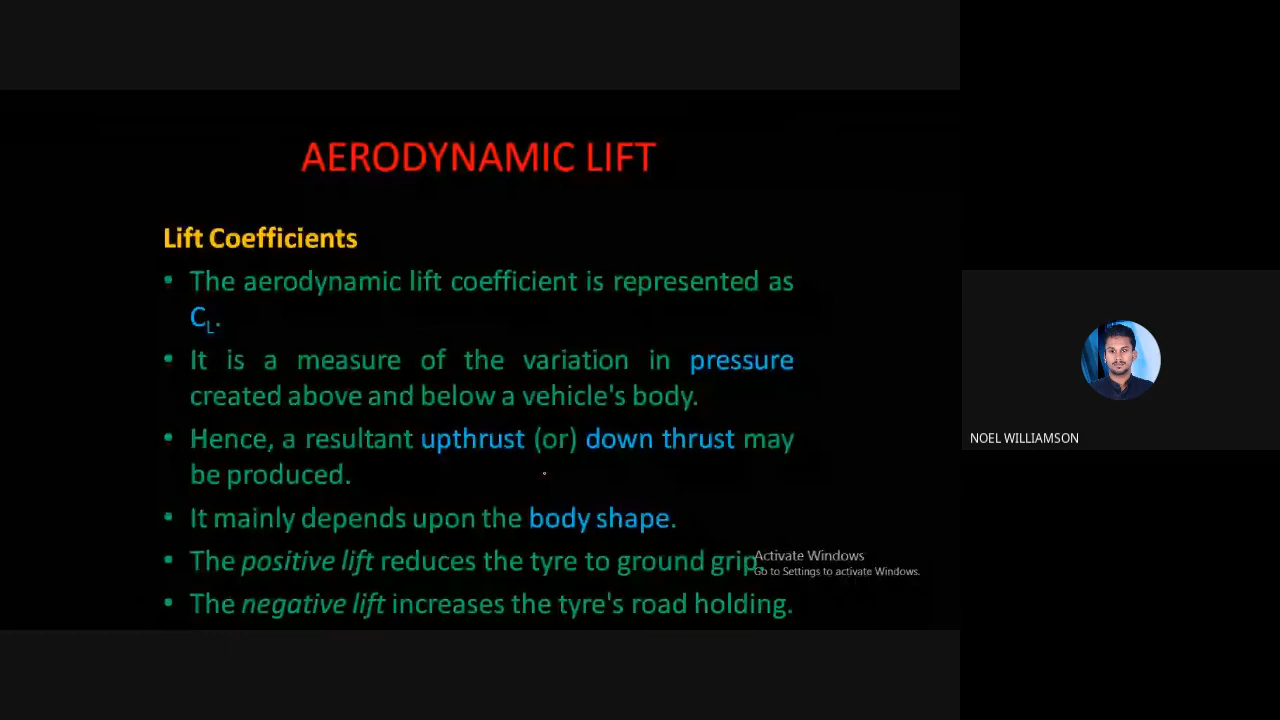 AERODYNAMIC LIFT
Lift Coefficients
• The aerodynamic lift coefficient is represented as
CL.
• It is a measure of the variation in pressure
created above and below a vehicle's body.
• Hence, a resultant upthrust (or) down thrust may
be produced.
• It mainly depends upon the body shape.
• The positive lift reduces the tyre to ground grip.
• The negative lift increases the tyre's road holding.
Activate Windows
Go to Settings to activate Windows.
NOEL WILLIAMSON